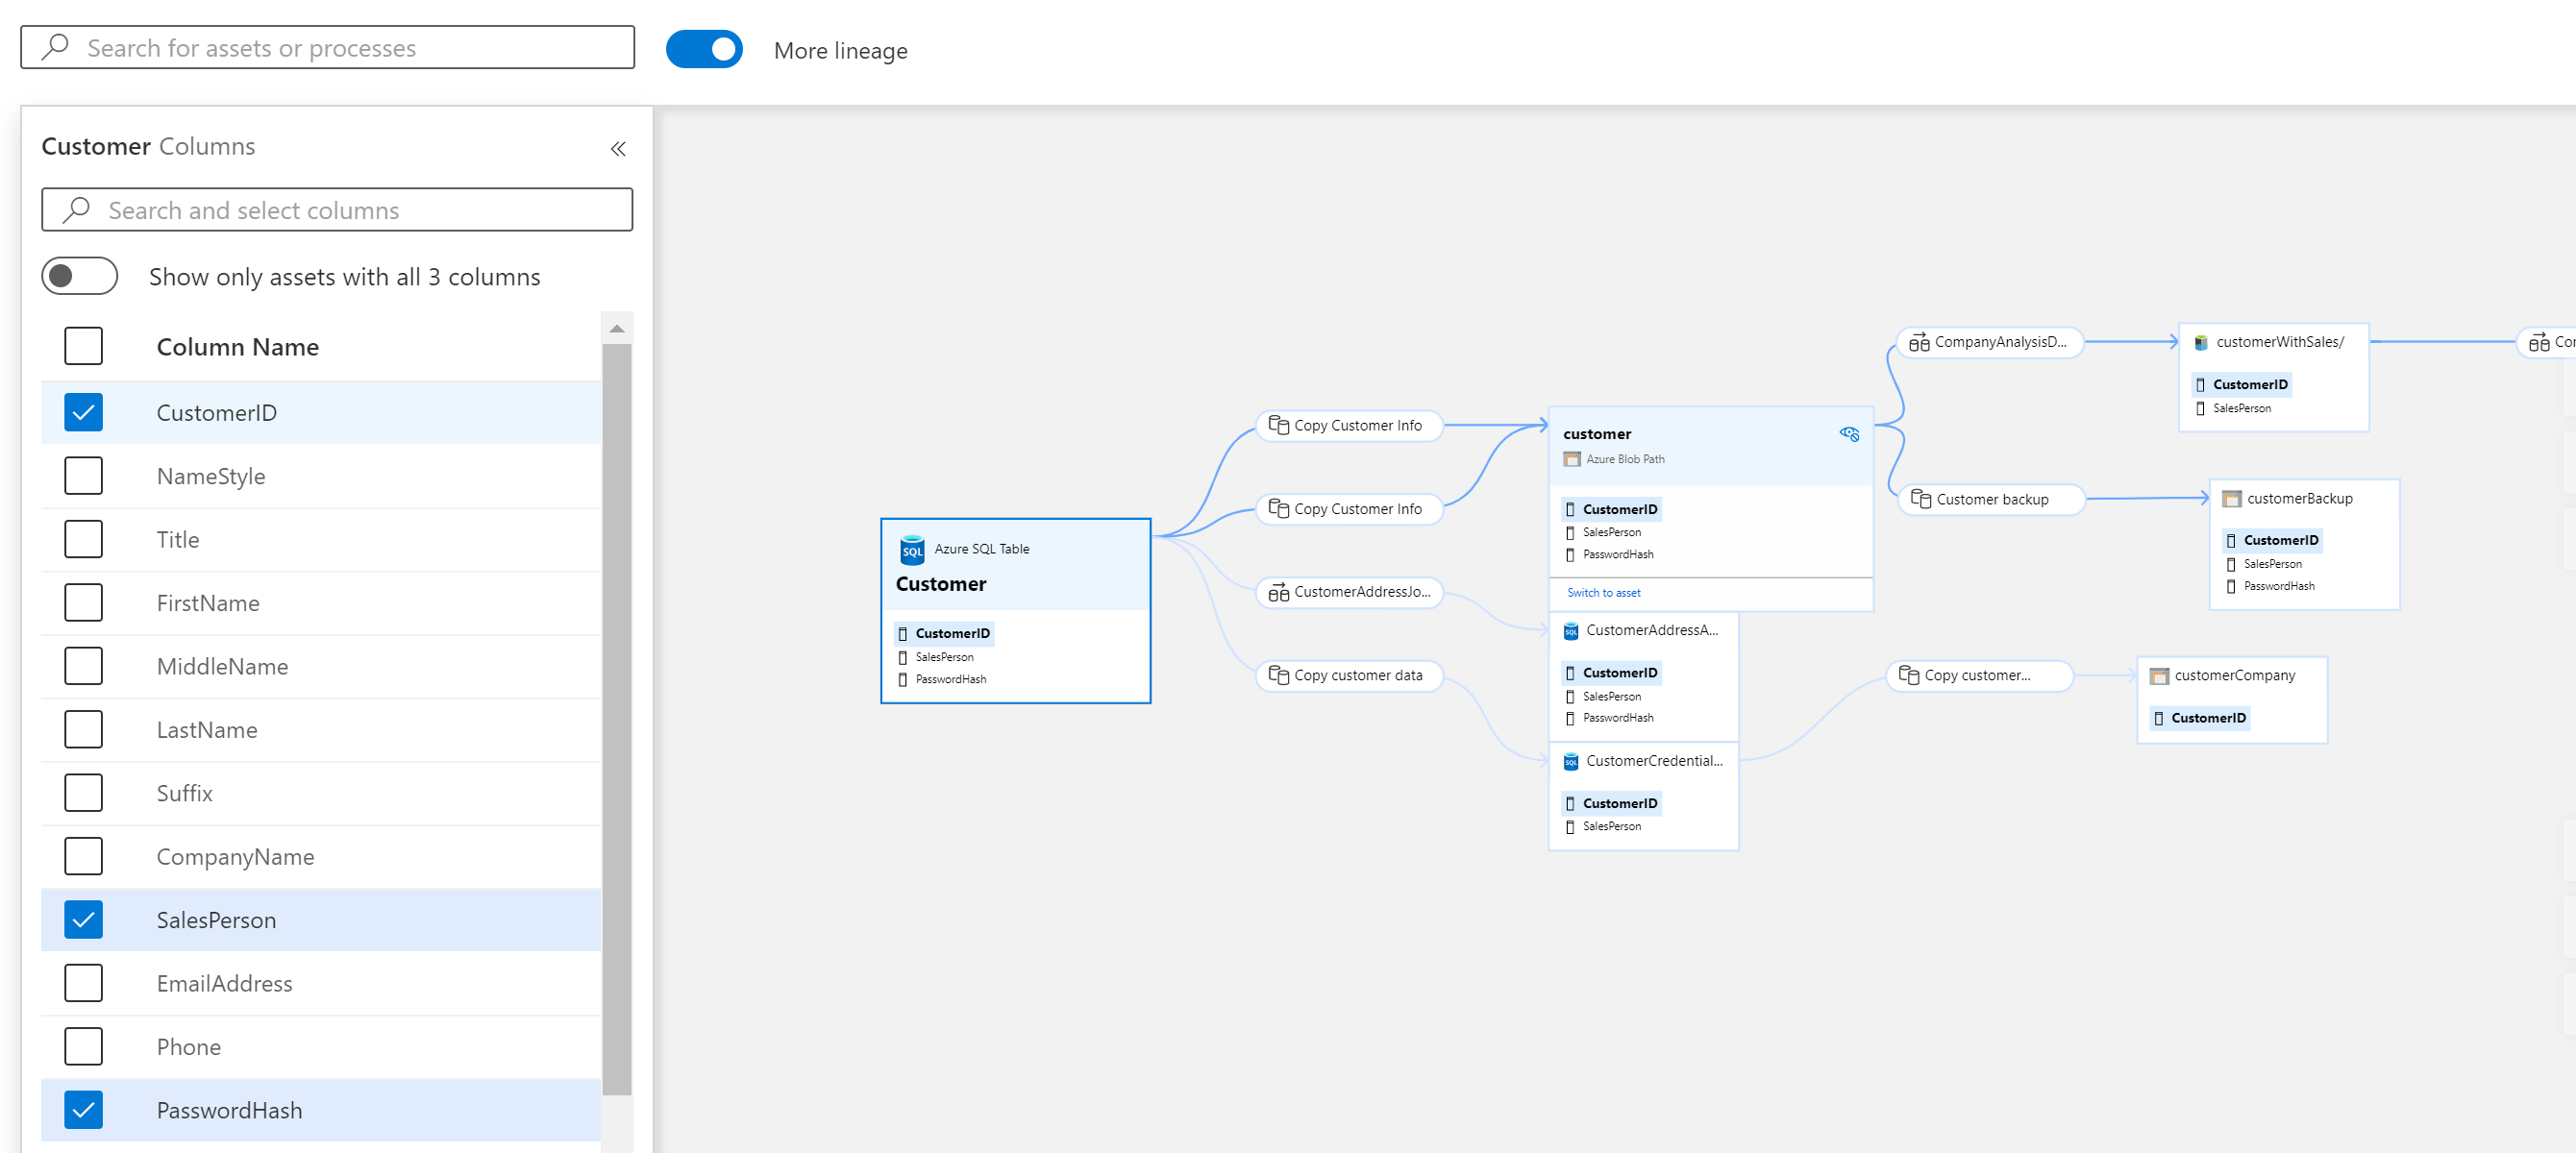 Search for assets or processes
More lineage
Customer Columns
Search and select columns
Show only assets with all 3 columns
Column Name
CustomerID
NameStyle
Title
FirstName
MiddleName
LastName
Suffix
CompanyName
SalesPerson
EmailAddress
Phone
PasswordHash
SQL
Azure SQL Table
Customer
CustomerID
SalesPerson
PasswordHash
Copy Customer Info
Copy Customer Info
CustomerAddressJo...
Copy customer data
customer
Azure Blob Path
CustomerID
SalesPerson
PasswordHash
Switch to asset
SQL
CustomerAddressA...
CustomerID
SalesPerson
PasswordHash
SQL
CustomerCredential...
CustomerID
SalesPerson
CompanyAnalysisD...
Customer backup
Copy customer...
customerWithSales/
CustomerID
SalesPerson
customerBackup
CustomerID
SalesPerson
PasswordHash
customerCompany
CustomerID